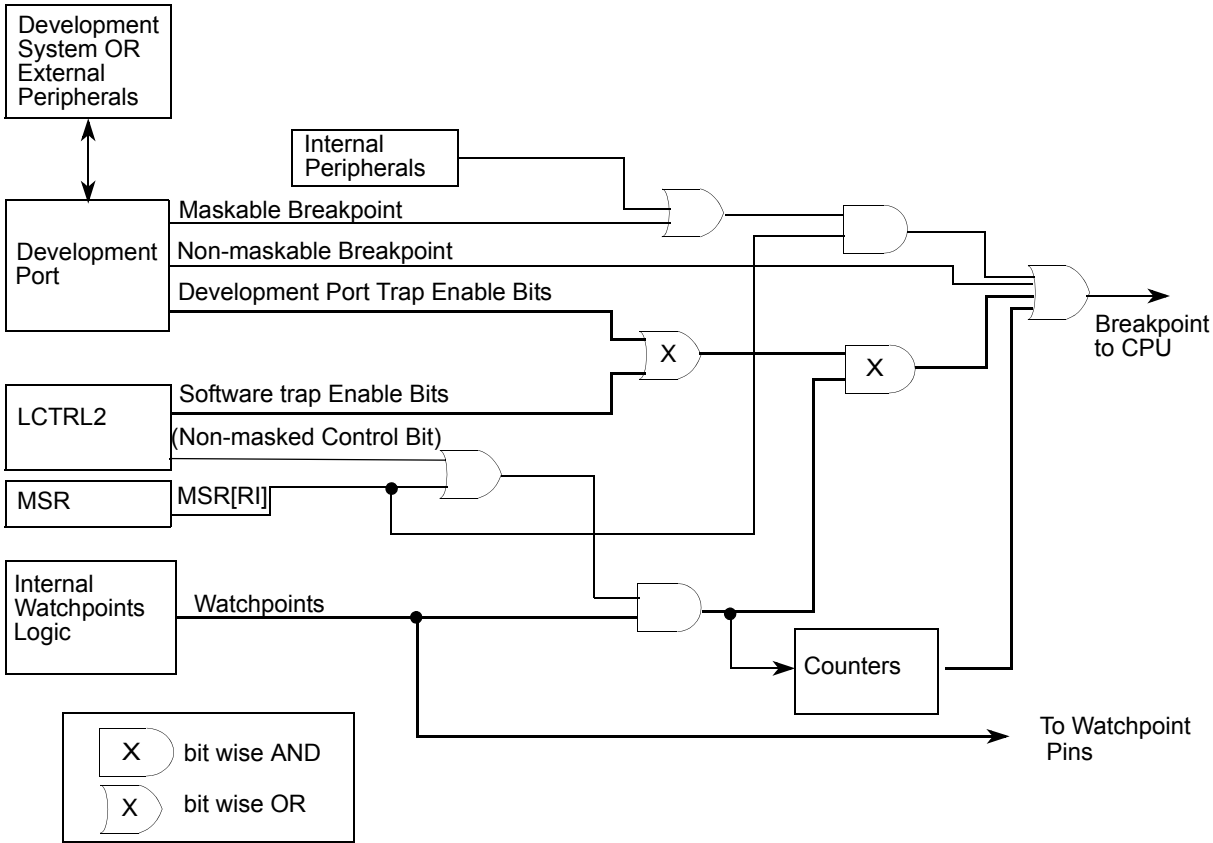 Development
System OR
External
Peripherals
Internal
Peripherals
Maskable Breakpoint
Non-maskable Breakpoint
Development
Port
Development Port Trap Enable Bits
Breakpoint
to CPU
X
X
Software trap Enable Bits
LCTRL2
(Non-masked Control Bit)
MSR
MSR[RI]
Internal
Watchpoints
Logic
Watchpoints
Counters
To Watchpoint
Pins
X bit wise AND
X bit wise OR